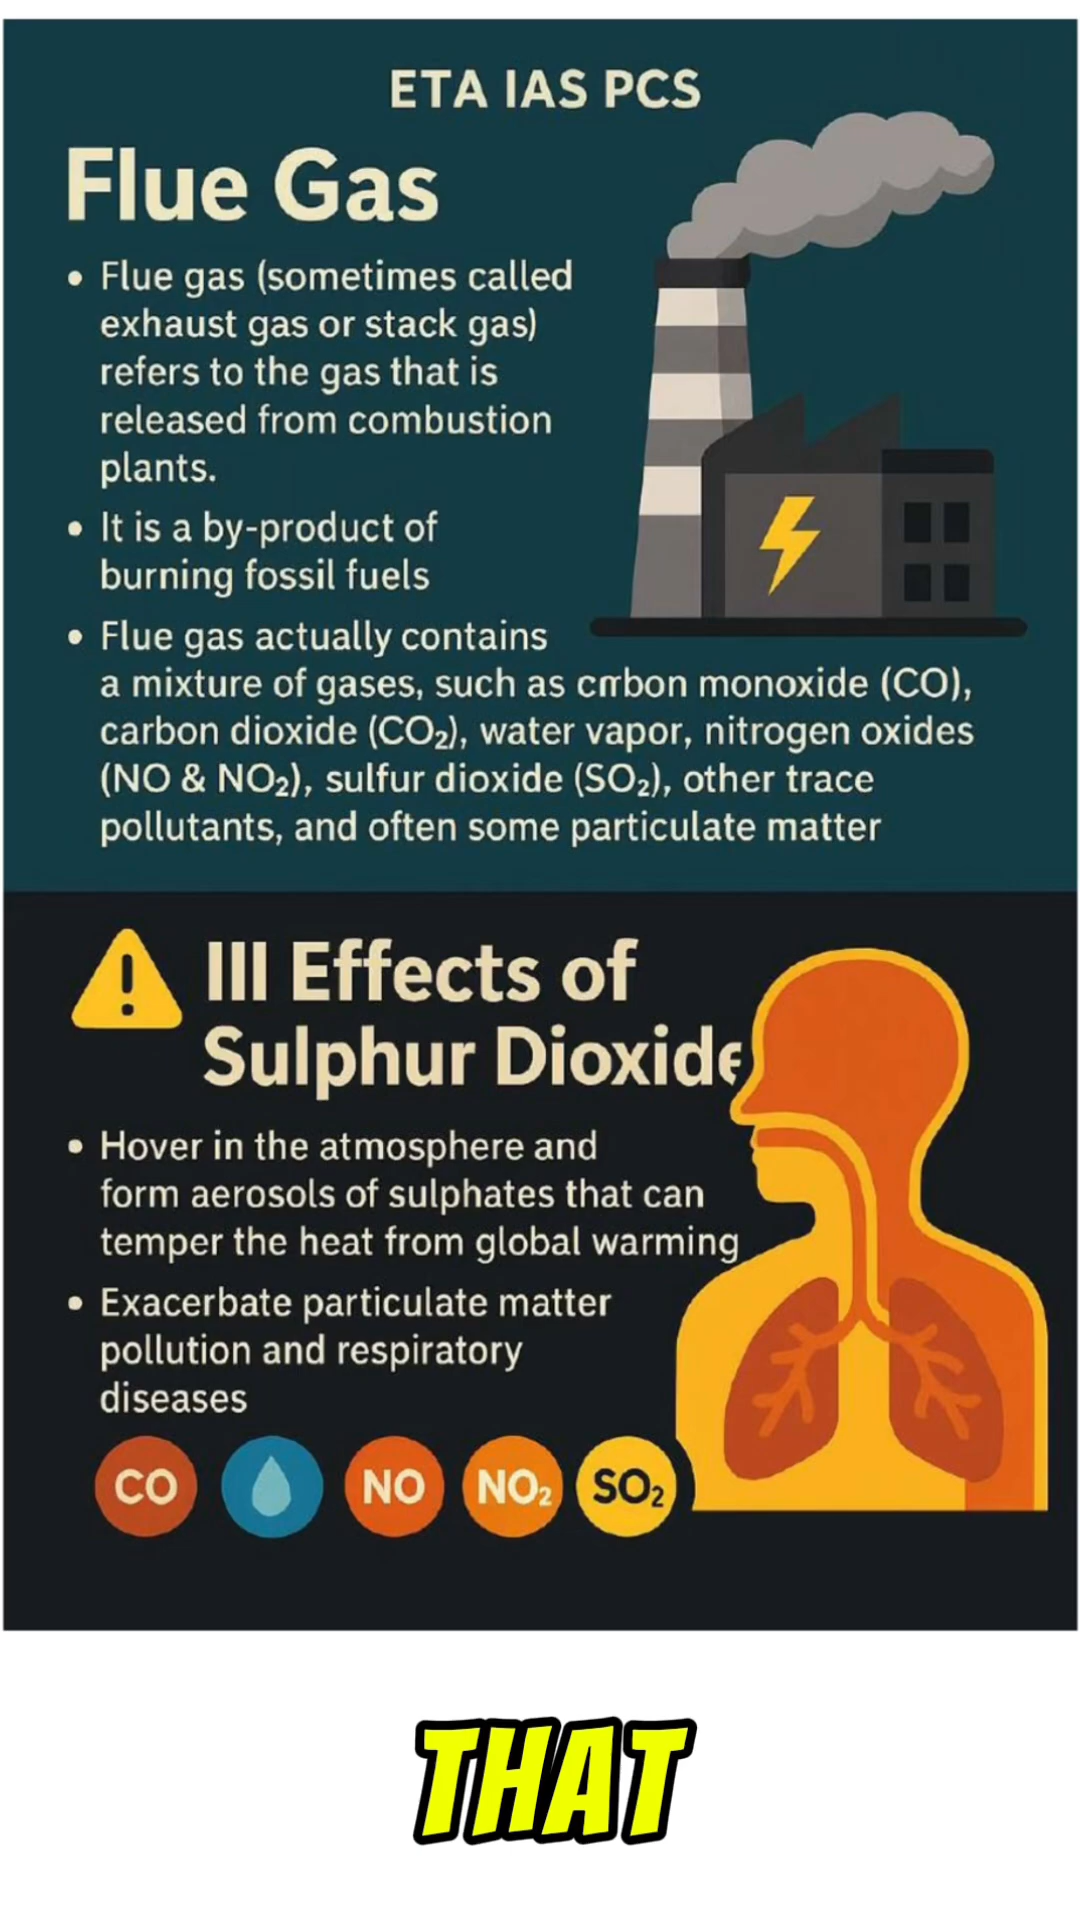 ETA IAS PCS
Flue Gas
• Flue gas (sometimes called
exhaust gas or stack gas)
refers to the gas that is
released from combustion
plants.
• It is a by-product of
burning fossil fuels
• Flue gas actually contains
a mixture of gases, such as crrbon monoxide (CO),
carbon dioxide (CO₂), water vapor, nitrogen oxides
(NO & NO₂), sulfur dioxide (SO₂), other trace
pollutants, and often some particulate matter
Ill Effects of
Sulphur Dioxide
• Hover in the atmosphere and
form aerosols of sulphates that can
temper the heat from global warming
• Exacerbate particulate matter
pollution and respiratory
diseases
CO NO NO₂ SO₂
THAT